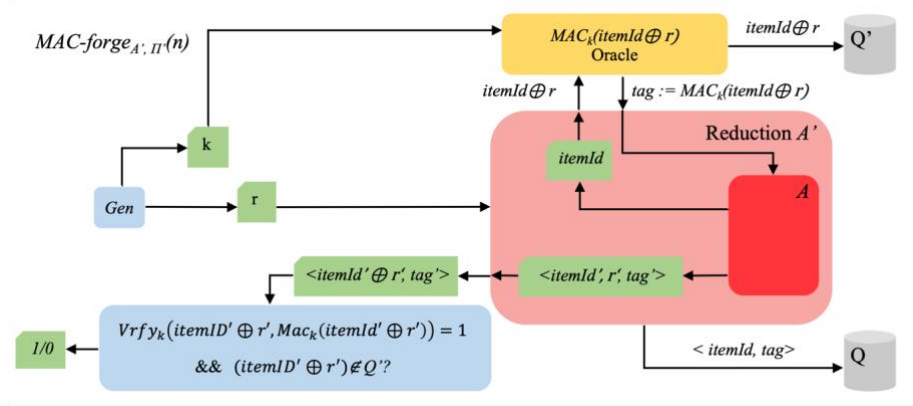 MAC-forge_{A', Π'}(n)
MAC_k(itemId⊕r)
Oracle
itemId⊕r
Q’
itemId⊕r
tag := MAC_k(itemId⊕r)
Reduction A’
k
itemId
A
Gen
r
<itemId’⊕r’, tag’>
<itemId’, r’, tag’>
Vrfy_k(itemID′ ⊕ r′, Mac_k(itemId′ ⊕ r′)) = 1
&& (itemID′ ⊕ r′)∉Q’?
1/0
< itemId, tag>
Q